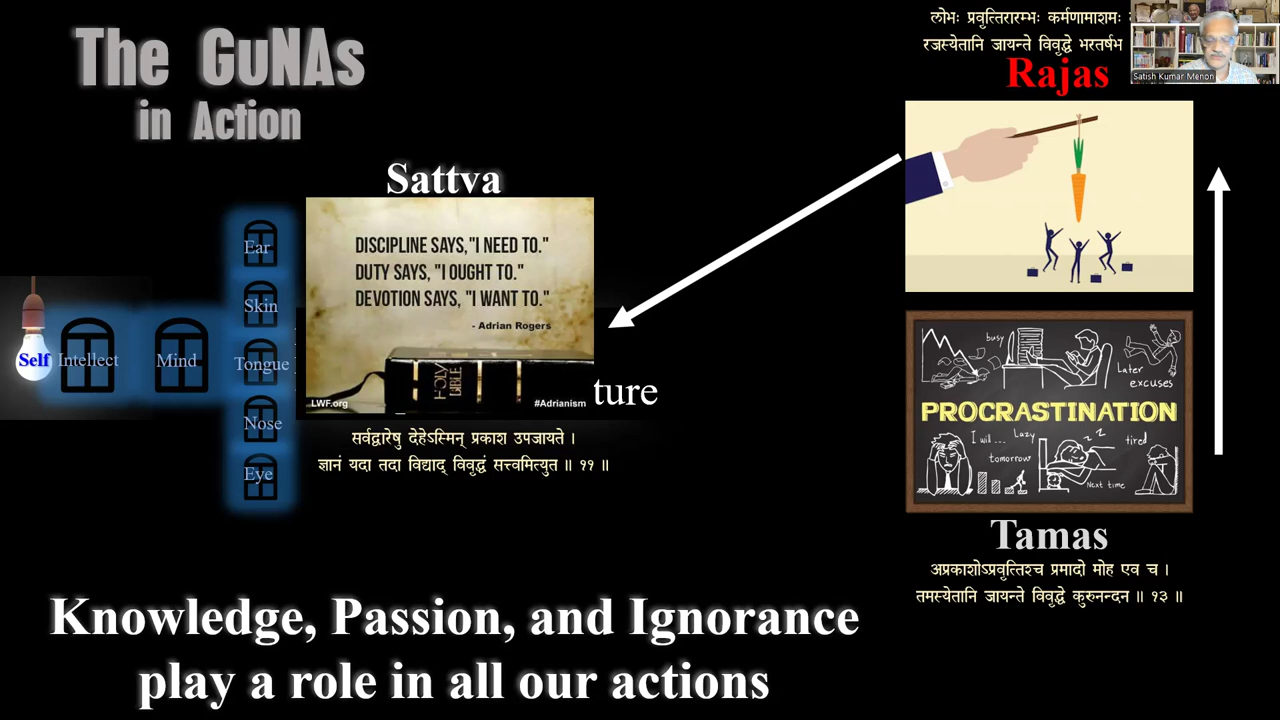 The GuNAs
in Action
लोभः प्रवृत्तिरारम्भः कर्मणामाशमः
रजस्येतानि जायन्ते विवृद्धे भरतर्षभ
Rajas
Satish Kumar Menon
Sattva
DISCIPLINE SAYS,"I NEED TO."
DUTY SAYS, "I OUGHT TO."
DEVOTION SAYS, "I WANT TO."
- Adrian Rogers
HOLY BIBLE
LWF.org
#Adrianism
ture
Self
Intellect
Mind
Ear
Skin
Tongue
Nose
Eye
सर्वद्वारेषु देहेऽस्मिन् प्रकाश उपजायते ।
ज्ञानं यदा तदा विद्याद् विवृद्धं सत्त्वमित्युत ॥ ११ ॥
busy
Later
excuses
PROCRASTINATION
I will ... Lazy
tomorrow
z z
tired
Next time
Tamas
अप्रकाशोऽप्रवृत्तिश्च प्रमादो मोह एव च ।
तमस्येतानि जायन्ते विवृद्धे कुरुनन्दन ॥ १३ ॥
Knowledge, Passion, and Ignorance
play a role in all our actions